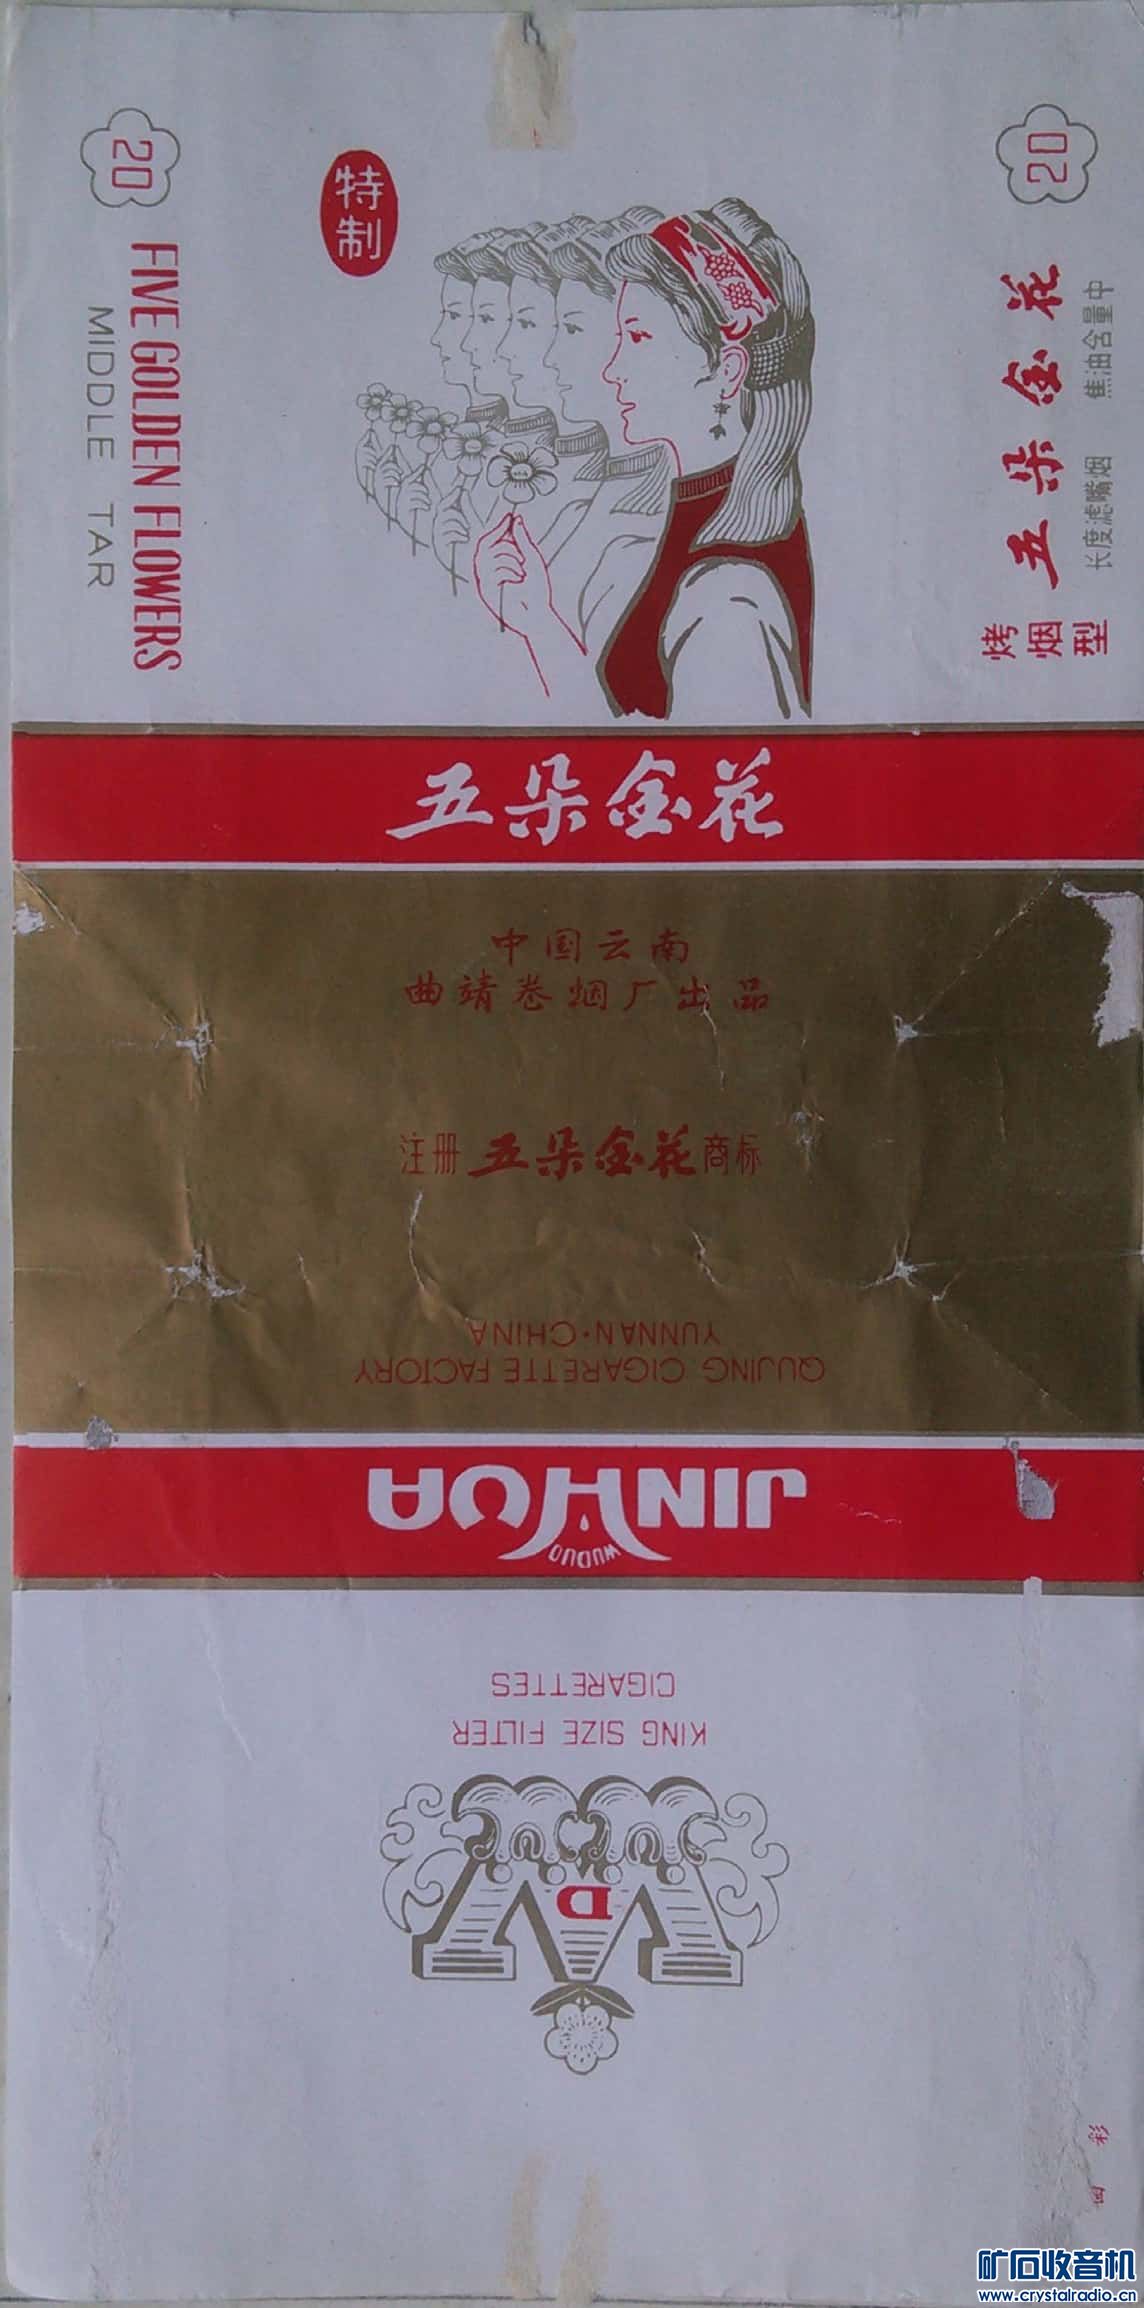 20
FIVE GOLDEN FLOWERS
MIDDLE TAR
特制
20
五朵金花
长度滤嘴烟 焦油含量中
烤烟型
五朵金花
中国云南
曲靖卷烟厂出品
注册 五朵金花 商标
QUJING CIGARETTE FACTORY
YUNNAN·CHINA
JINHUA
WUDUO
KING SIZE FILTER
CIGARETTES
D
矿石收音机
www.crystalradio.cn